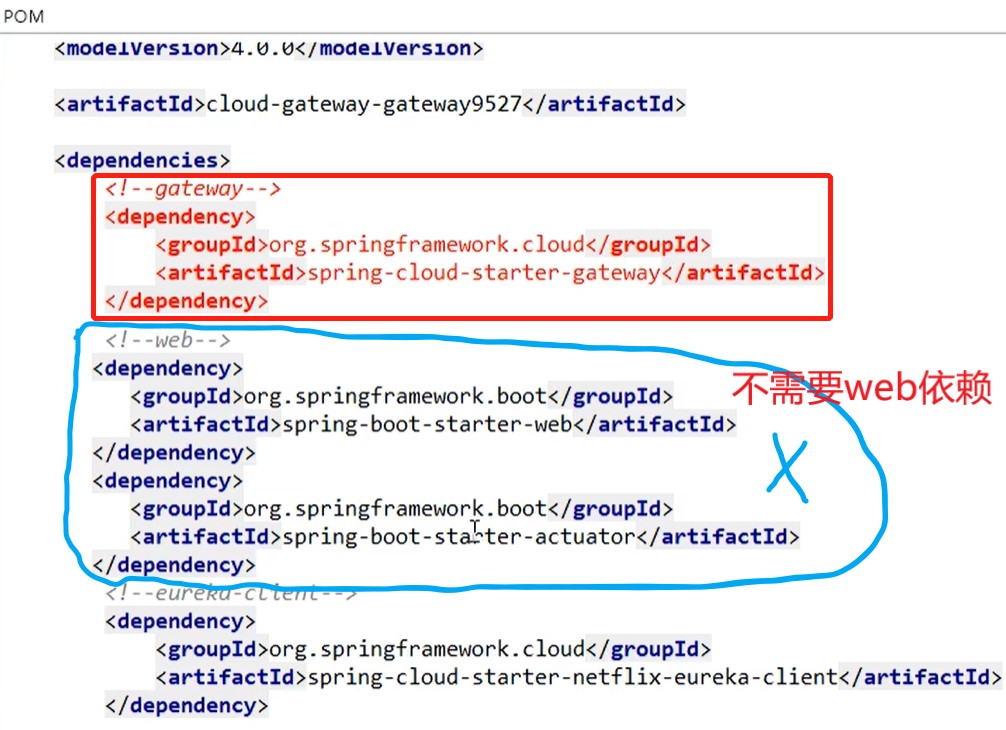 POM
<modelVersion>4.0.0</modelVersion>
<artifactId>cloud-gateway-gateway9527</artifactId>
<dependencies>
<!--gateway-->
<dependency>
<groupId>org.springframework.cloud</groupId>
<artifactId>spring-cloud-starter-gateway</artifactId>
</dependency>
<!--web-->
<dependency>
<groupId>org.springframework.boot</groupId>
<artifactId>spring-boot-starter-web</artifactId>
</dependency>
不需要web依赖
X
<dependency>
<groupId>org.springframework.boot</groupId>
<artifactId>spring-boot-starter-actuator</artifactId>
</dependency>
<!--eureka-client-->
<dependency>
<groupId>org.springframework.cloud</groupId>
<artifactId>spring-cloud-starter-netflix-eureka-client</artifactId>
</dependency>